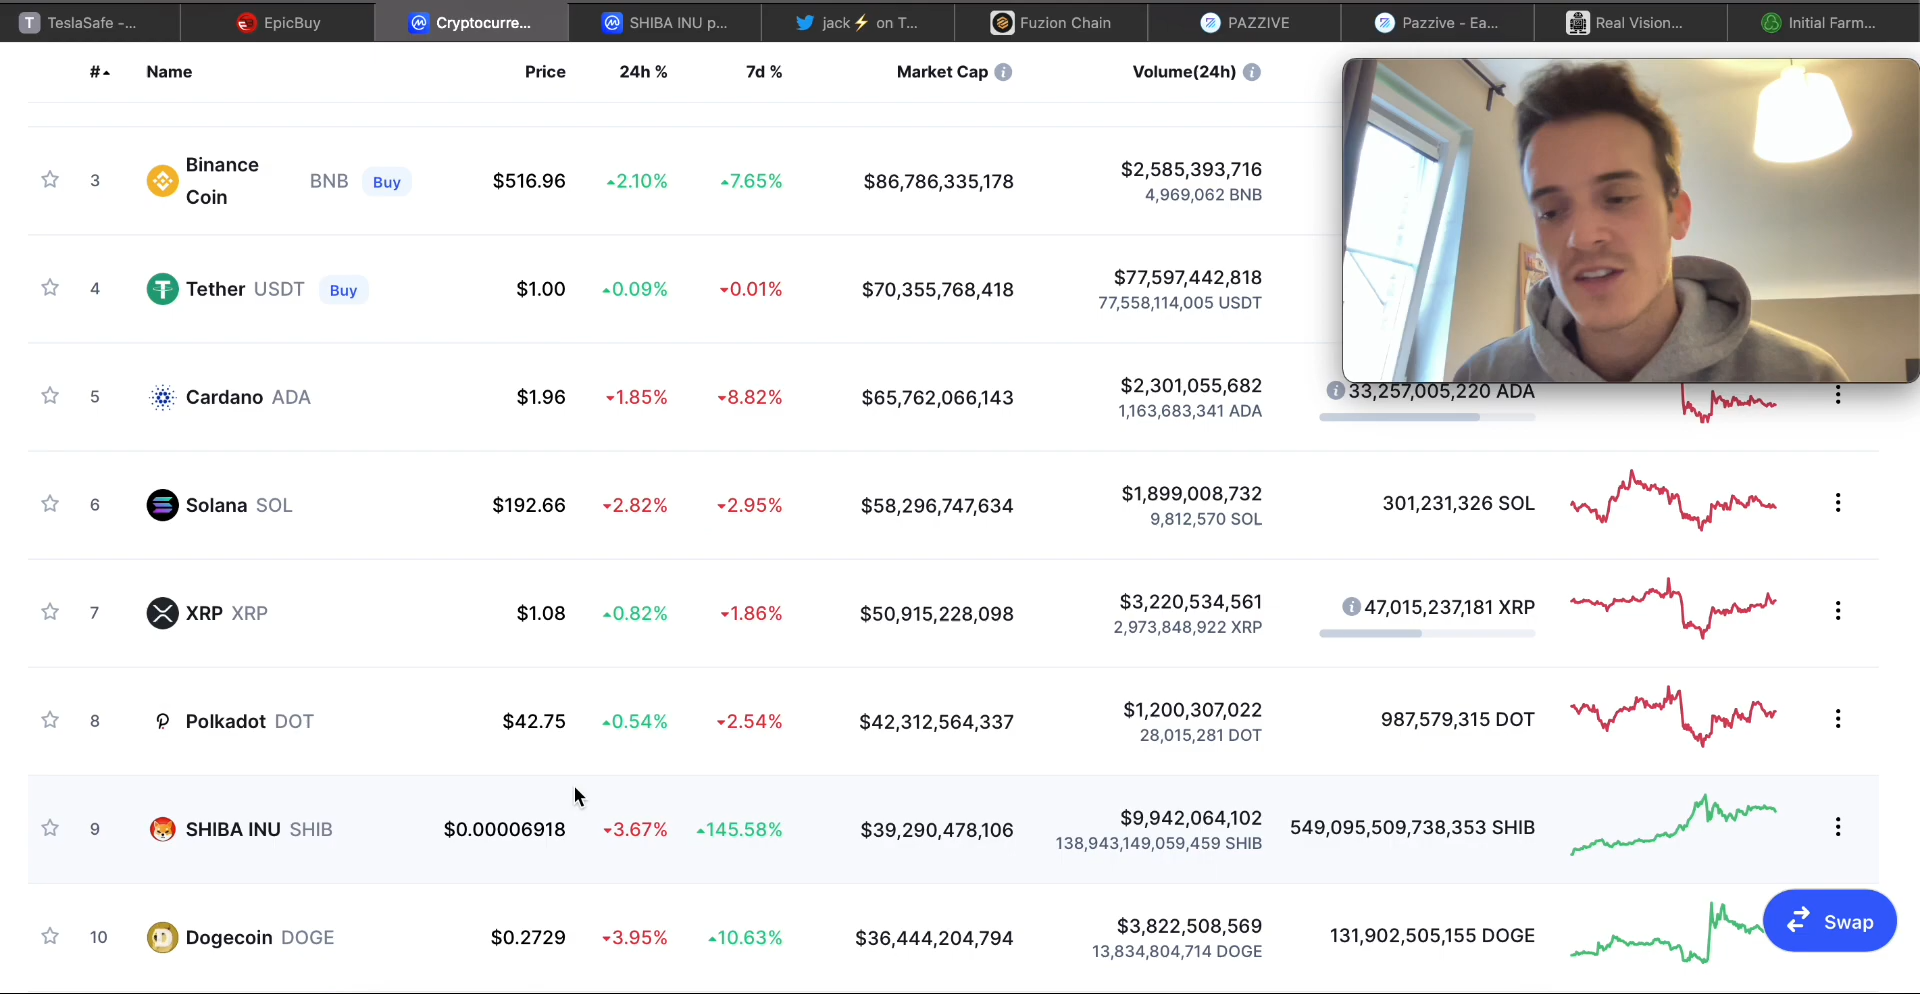 TeslaSafe -...
EpicBuy
Cryptocurre...
SHIBA INU p...
jack⚡ on T...
Fuzion Chain
PAZZIVE
Pazzive - Ea...
Real Vision...
Initial Farm...
# Name Price 24h % 7d % Market Cap Volume(24h)
3 Binance Coin BNB Buy $516.96 2.10% 7.65% $86,786,335,178 $2,585,393,716
4,969,062 BNB
4 Tether USDT Buy $1.00 0.09% 0.01% $70,355,768,418 $77,597,442,818
77,558,114,005 USDT
5 Cardano ADA $1.96 1.85% 8.82% $65,762,066,143 $2,301,055,682 33,257,005,220 ADA
1,163,683,341 ADA
6 Solana SOL $192.66 2.82% 2.95% $58,296,747,634 $1,899,008,732 301,231,326 SOL
9,812,570 SOL
7 XRP XRP $1.08 0.82% 1.86% $50,915,228,098 $3,220,534,561 47,015,237,181 XRP
2,973,848,922 XRP
8 Polkadot DOT $42.75 0.54% 2.54% $42,312,564,337 $1,200,307,022 987,579,315 DOT
28,015,281 DOT
9 SHIBA INU SHIB $0.00006918 3.67% 145.58% $39,290,478,106 $9,942,064,102 549,095,509,738,353 SHIB
138,943,149,059,459 SHIB
10 Dogecoin DOGE $0.2729 3.95% 10.63% $36,444,204,794 $3,822,508,569 131,902,505,155 DOGE
13,834,804,714 DOGE
Swap